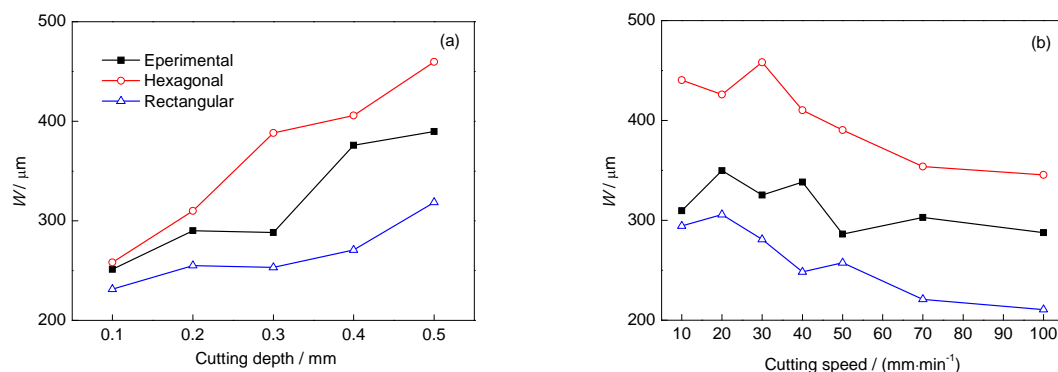 (a)
500
400
300
200
W / μm
Eperimental
Hexagonal
Rectangular
0.1 0.2 0.3 0.4 0.5
Cutting depth / mm
(b)
500
400
300
200
W / μm
10 20 30 40 50 60 70 80 90 100
Cutting speed / (mm·min⁻¹)